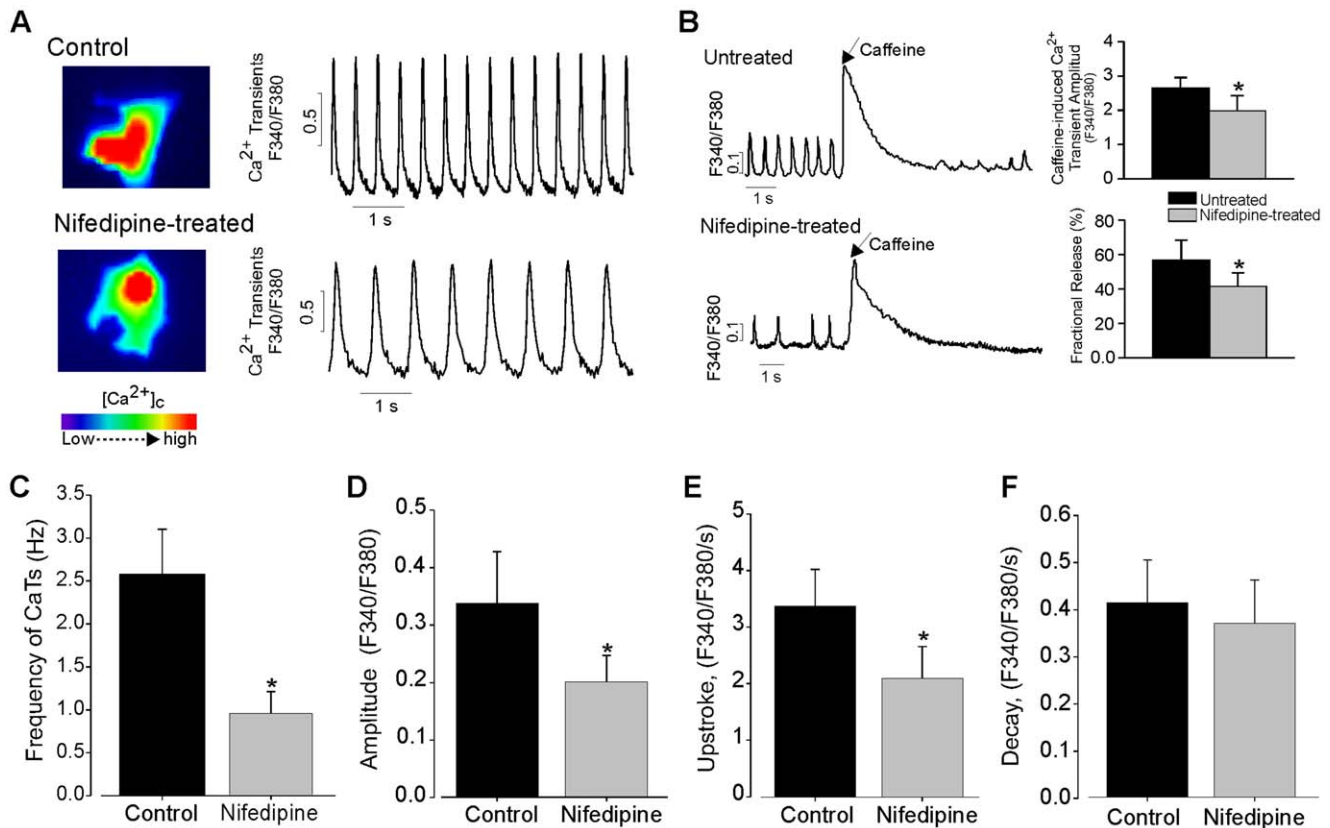 A
Control
Ca2+ Transients
F340/F380
0.5
1 s
Nifedipine-treated
Ca2+ Transients
F340/F380
0.5
1 s
[Ca2+]c
Low high
B
Untreated
Caffeine
F340/F380
0.1
1 s
Nifedipine-treated
Caffeine
F340/F380
0.1
1 s
Caffeine-induced Ca2+
Transient Amplitud
(F340/F380)
4
3
2
1
0
*
Untreated
Nifedipine-treated
Fractional Release (%)
80
60
40
20
0.0
*
C
Frequency of CaTs (Hz)
3.5
3.0
2.5
2.0
1.5
1.0
0.5
0.0
*
Control Nifedipine
D
Amplitude (F340/F380)
0.5
0.4
0.3
0.2
0.1
0.0
*
Control Nifedipine
E
Upstroke, (F340/F380/s)
5
4
3
2
1
0
*
Control Nifedipine
F
Decay, (F340/F380/s)
0.6
0.5
0.4
0.3
0.2
0.1
0.0
Control Nifedipine